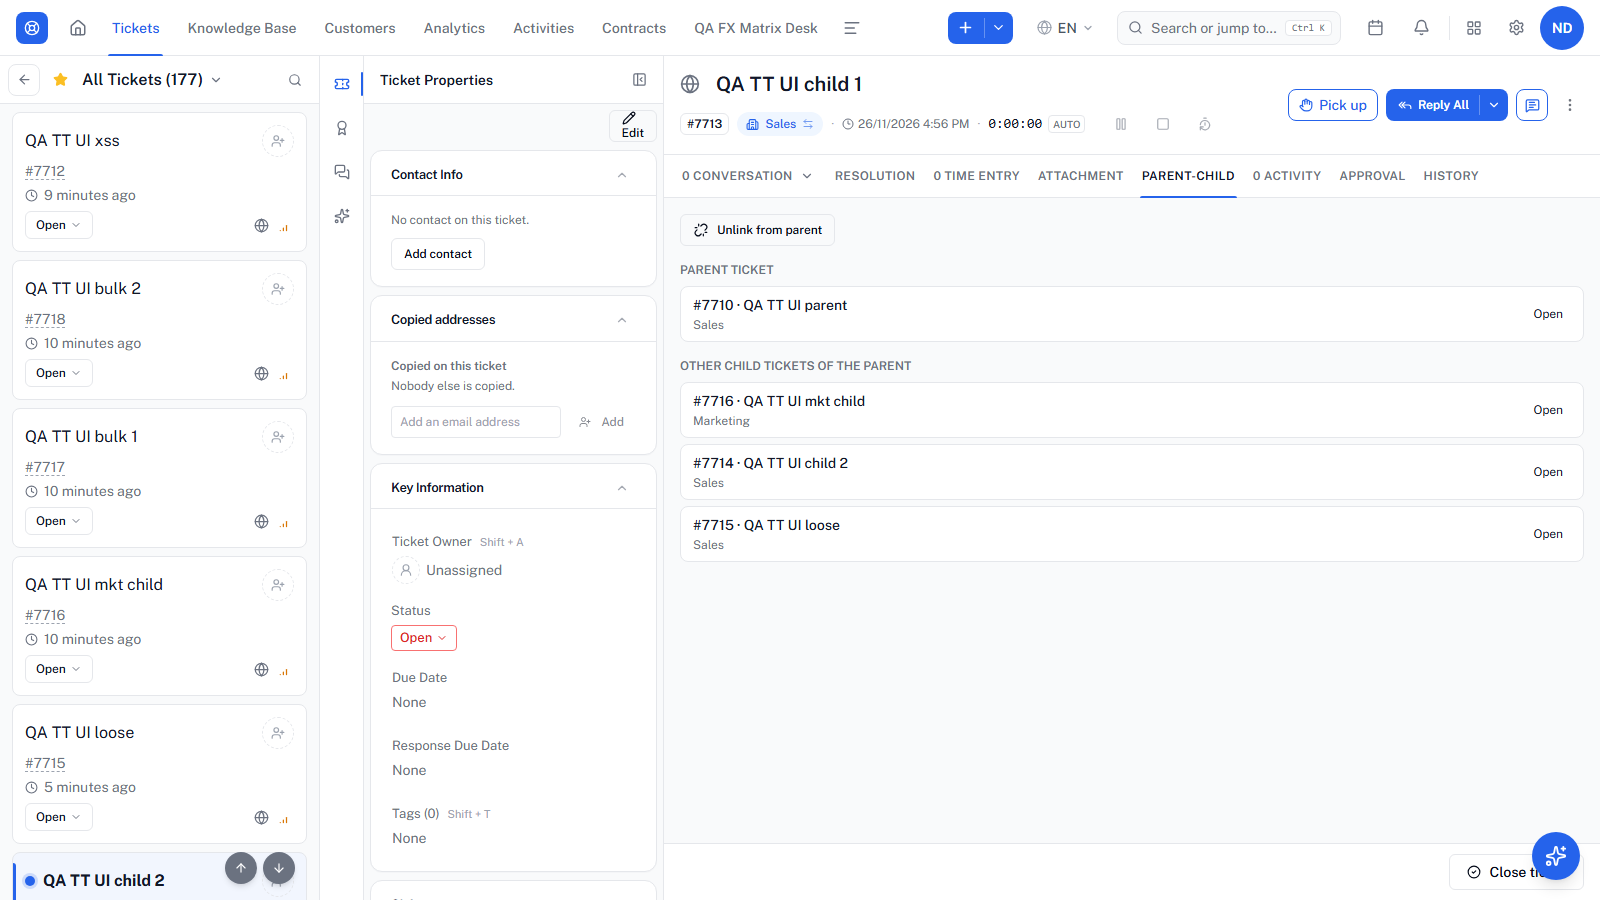 Tickets
Knowledge Base
Customers
Analytics
Activities
Contracts
QA FX Matrix Desk
EN
Search or jump to...
Ctrl K
ND
All Tickets (177)
QA TT UI xss
#7712
9 minutes ago
Open
QA TT UI bulk 2
#7718
10 minutes ago
Open
QA TT UI bulk 1
#7717
10 minutes ago
Open
QA TT UI mkt child
#7716
10 minutes ago
Open
QA TT UI loose
#7715
5 minutes ago
Open
QA TT UI child 2
Ticket Properties
Edit
Contact Info
No contact on this ticket.
Add contact
Copied addresses
Copied on this ticket
Nobody else is copied.
Add an email address
Add
Key Information
Ticket Owner Shift + A
Unassigned
Status
Open
Due Date
None
Response Due Date
None
Tags (0) Shift + T
None
QA TT UI child 1
#7713
Sales
· 26/11/2026 4:56 PM
· 0:00:00
AUTO
Pick up
Reply All
0 CONVERSATION
RESOLUTION
0 TIME ENTRY
ATTACHMENT
PARENT-CHILD
0 ACTIVITY
APPROVAL
HISTORY
Unlink from parent
PARENT TICKET
#7710 · QA TT UI parent
Sales
Open
OTHER CHILD TICKETS OF THE PARENT
#7716 · QA TT UI mkt child
Marketing
Open
#7714 · QA TT UI child 2
Sales
Open
#7715 · QA TT UI loose
Sales
Open
Close